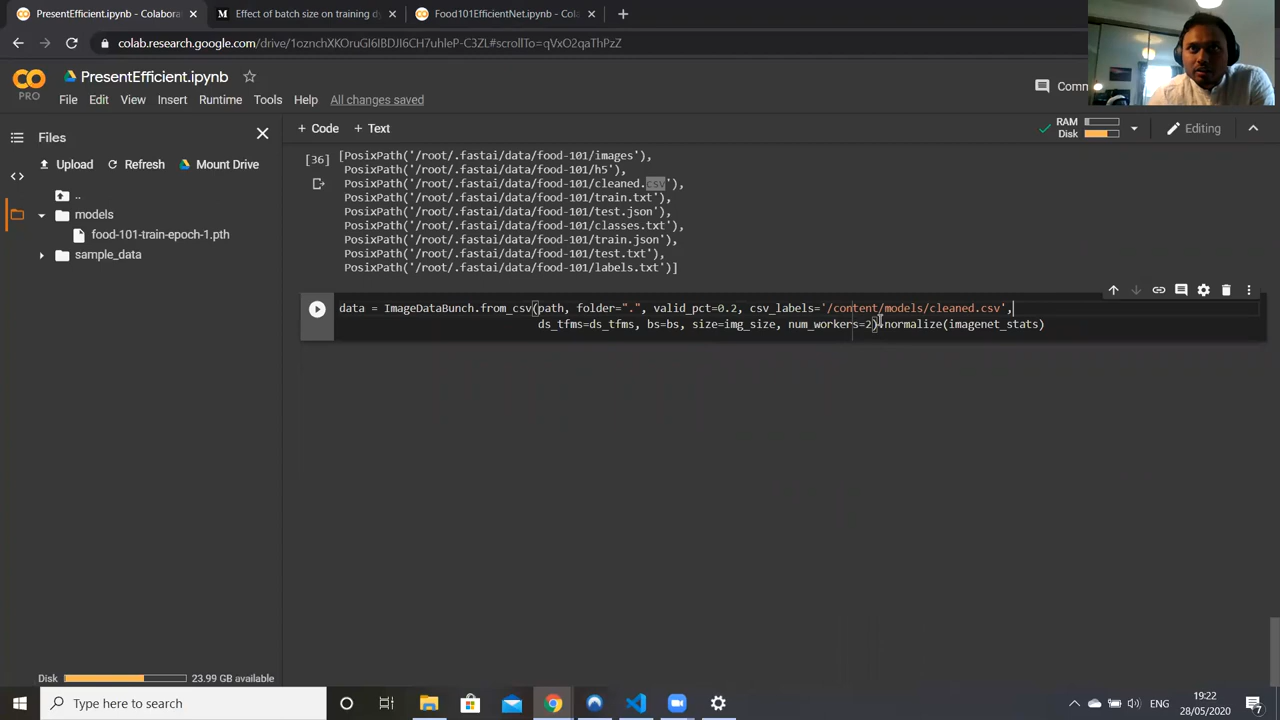 PresentEfficient.ipynb - Colabora
Effect of batch size on training dy
Food101EfficientNet.ipynb - Cola
colab.research.google.com/drive/1oznchXKOruGI6IBDJI6CH7uhleP-C3ZL#scrollTo=qVxO2qaThPzZ
PresentEfficient.ipynb
PRO
File Edit View Insert Runtime Tools Help All changes saved
Comm
Files
+ Code + Text
RAM
Disk
Editing
Upload Refresh Mount Drive
..
models
food-101-train-epoch-1.pth
sample_data
[36] [PosixPath('/root/.fastai/data/food-101/images'),
PosixPath('/root/.fastai/data/food-101/h5'),
PosixPath('/root/.fastai/data/food-101/cleaned.csv'),
PosixPath('/root/.fastai/data/food-101/train.txt'),
PosixPath('/root/.fastai/data/food-101/test.json'),
PosixPath('/root/.fastai/data/food-101/classes.txt'),
PosixPath('/root/.fastai/data/food-101/train.json'),
PosixPath('/root/.fastai/data/food-101/test.txt'),
PosixPath('/root/.fastai/data/food-101/labels.txt')]
data = ImageDataBunch.from_csv(path, folder=".", valid_pct=0.2, csv_labels='/content/models/cleaned.csv',
ds_tfms=ds_tfms, bs=bs, size=img_size, num_workers=2).normalize(imagenet_stats)
Disk 23.99 GB available
Type here to search
ENG
19:22
28/05/2020
7